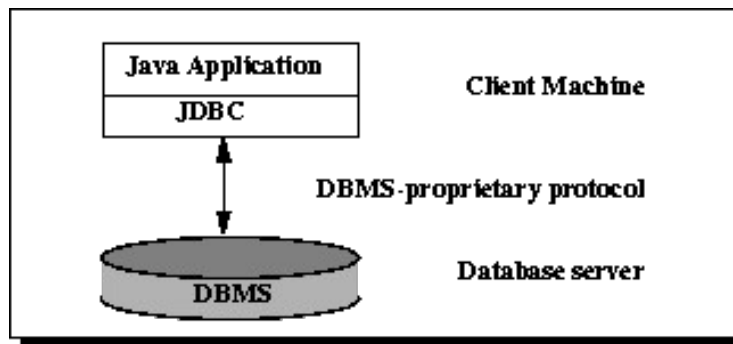 Java Application
JDBC
Client Machine
DBMS-proprietary protocol
DBMS
Database server